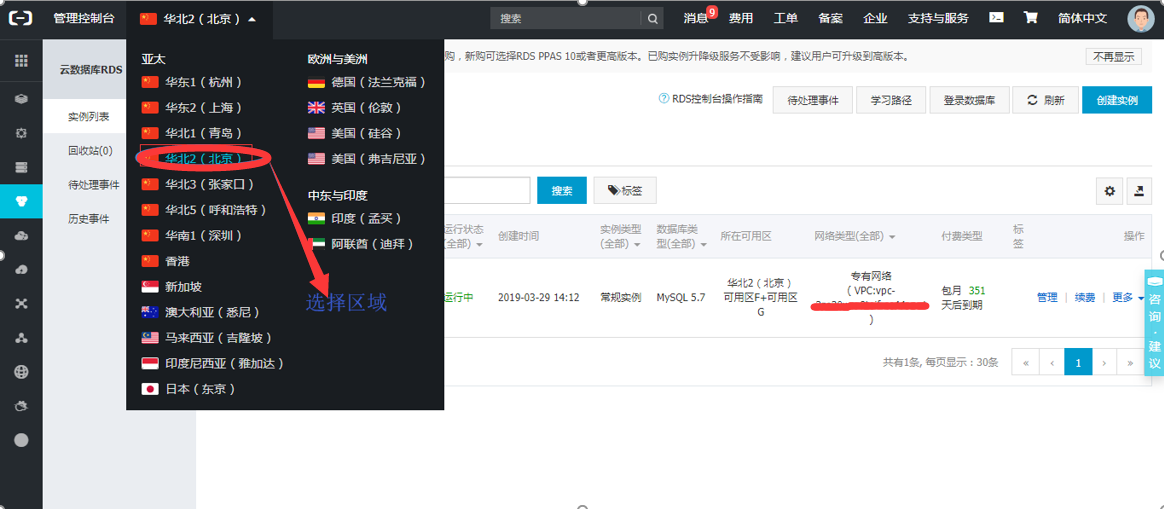 管理控制台
华北2（北京）
搜索
消息
9
费用
工单
备案
企业
支持与服务
简体中文
云数据库RDS
实例列表
回收站(0)
待处理事件
历史事件
亚太
华东1（杭州）
华东2（上海）
华北1（青岛）
华北2（北京）
华北3（张家口）
华北5（呼和浩特）
华南1（深圳）
香港
新加坡
澳大利亚（悉尼）
马来西亚（吉隆坡）
印度尼西亚（雅加达）
日本（东京）
欧洲与美洲
德国（法兰克福）
英国（伦敦）
美国（硅谷）
美国（弗吉尼亚）
中东与印度
印度（孟买）
阿联酋（迪拜）
选择区域
购，新购可选择RDS PPAS 10或者更高版本。已购实例升降级服务不受影响，建议用户可升级到高版本。
不再显示
RDS控制台操作指南
待处理事件
学习路径
登录数据库
刷新
创建实例
搜索
标签
运行状态
(全部)
创建时间
实例类型
(全部)
数据库类
型(全部)
所在可用区
网络类型(全部)
付费类型
标
签
操作
运行中
2019-03-29 14:12
常规实例
MySQL 5.7
华北2（北京）
可用区F+可用区
G
专有网络
（VPC:vpc-
）
包月 351
天后到期
管理
续费
更多
共有1条, 每页显示：30条
«
‹
1
›
»
咨询·建议